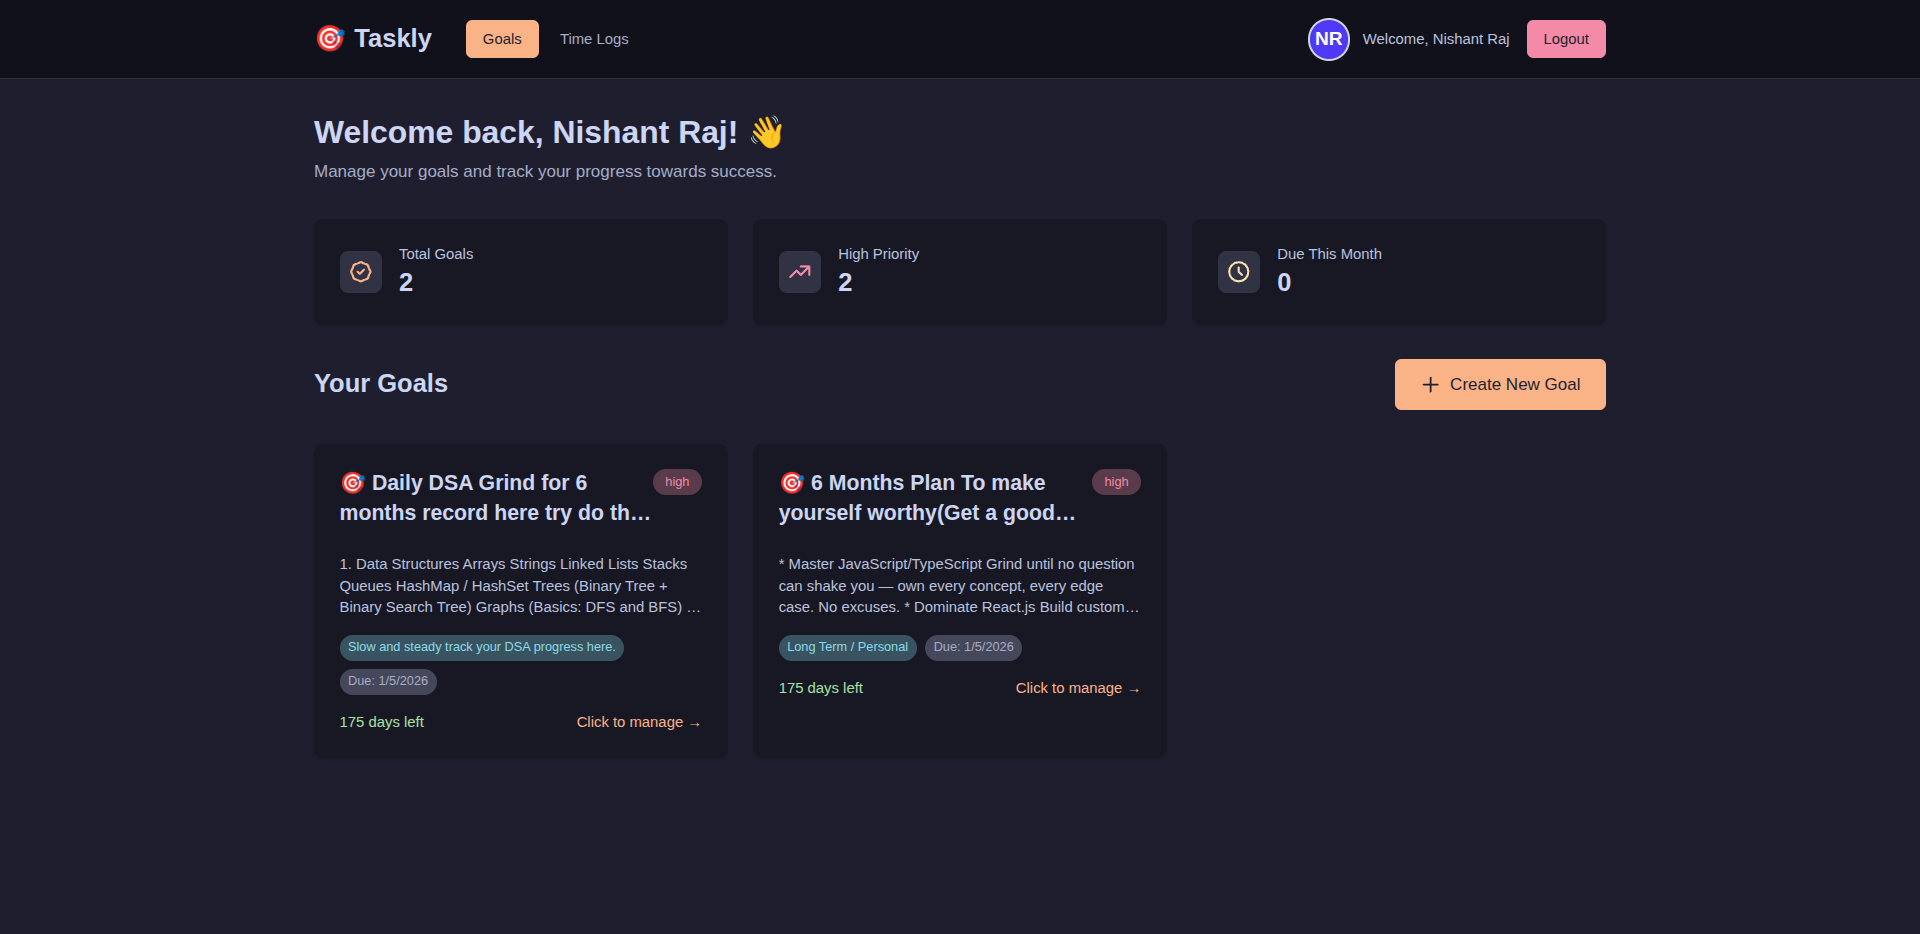 🎯 Taskly
Goals
Time Logs
NR
Welcome, Nishant Raj
Logout
Welcome back, Nishant Raj! 👋
Manage your goals and track your progress towards success.
Total Goals
2
High Priority
2
Due This Month
0
Your Goals
Create New Goal
🎯 Daily DSA Grind for 6
months record here try do th…
high
1. Data Structures Arrays Strings Linked Lists Stacks
Queues HashMap / HashSet Trees (Binary Tree +
Binary Search Tree) Graphs (Basics: DFS and BFS) …
Slow and steady track your DSA progress here.
Due: 1/5/2026
175 days left
Click to manage →
🎯 6 Months Plan To make
yourself worthy(Get a good…
high
* Master JavaScript/TypeScript Grind until no question
can shake you — own every concept, every edge
case. No excuses. * Dominate React.js Build custom…
Long Term / Personal
Due: 1/5/2026
175 days left
Click to manage →